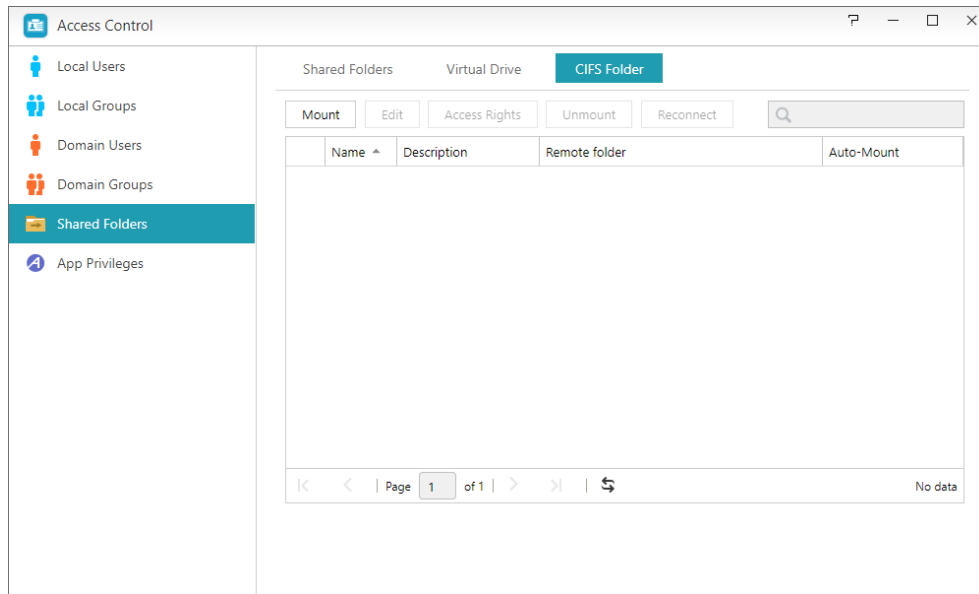 Access Control
Local Users
Local Groups
Domain Users
Domain Groups
Shared Folders
App Privileges
Shared Folders Virtual Drive CIFS Folder
Mount Edit Access Rights Unmount Reconnect
Name Description Remote folder Auto-Mount
Page 1 of 1 No data